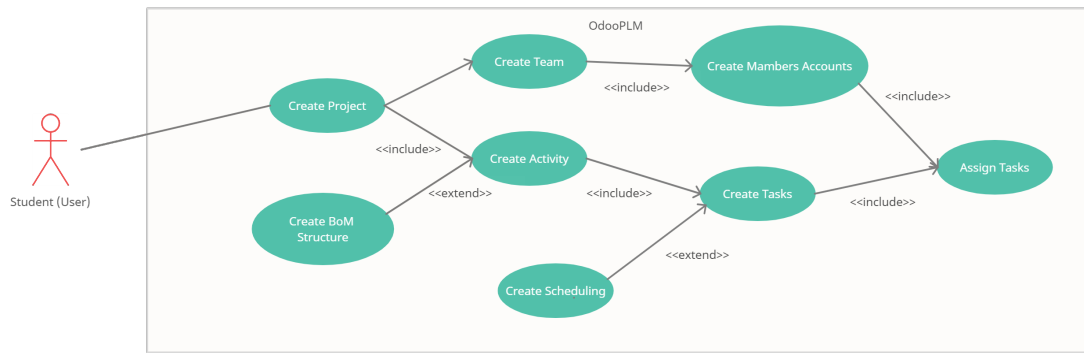 OdooPLM
Create Team
Create Mambers Accounts
<<include>>
<<include>>
Create Project
<<include>>
Create Activity
Assign Tasks
<<extend>>
<<include>>
Create Tasks
<<include>>
Student (User)
Create BoM
Structure
<<extend>>
Create Scheduling